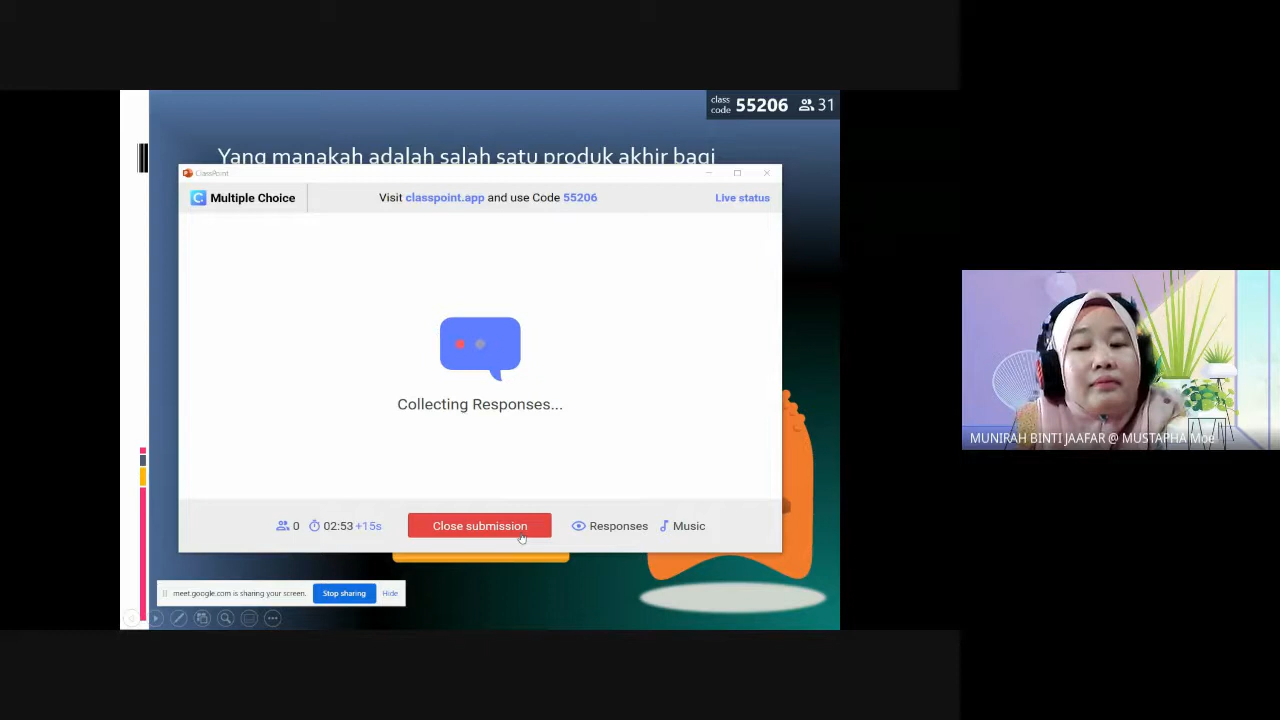 class code 55206 31
Yang manakah adalah salah satu produk akhir bagi
ClassPoint
Multiple Choice
Visit classpoint.app and use Code 55206
Live status
Collecting Responses...
0 02:53 +15s
Close submission
Responses
Music
meet.google.com is sharing your screen.
Stop sharing
Hide
MUNIRAH BINTI JAAFAR @ MUSTAPHA Moe